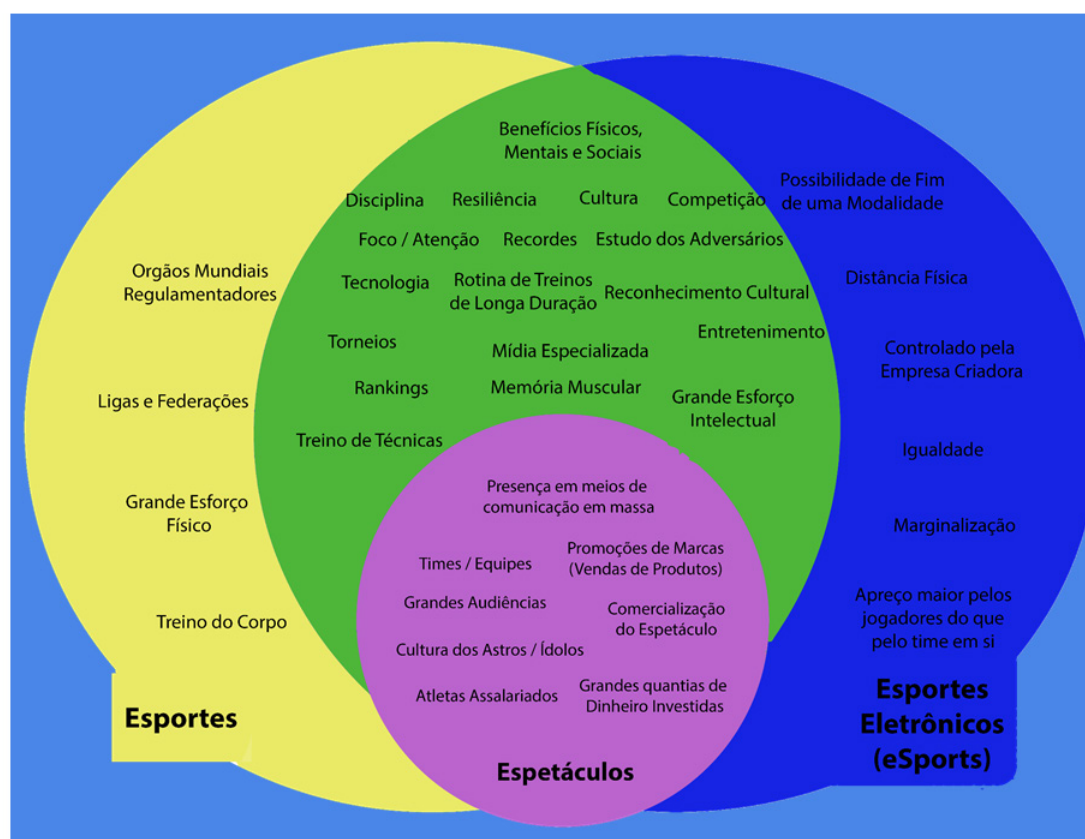 Benefícios Físicos,
Mentais e Sociais
Disciplina
Resiliência
Cultura
Competição
Foco / Atenção
Recordes
Estudo dos Adversários
Tecnologia
Rotina de Treinos
de Longa Duração
Reconhecimento Cultural
Entretenimento
Torneios
Mídia Especializada
Rankings
Memória Muscular
Grande Esforço
Intelectual
Treino de Técnicas
Orgãos Mundiais
Regulamentadores
Ligas e Federações
Grande Esforço
Físico
Treino do Corpo
Esportes
Presença em meios de
comunicação em massa
Times / Equipes
Promoções de Marcas
(Vendas de Produtos)
Grandes Audiências
Comercialização
do Espetáculo
Cultura dos Astros / Ídolos
Atletas Assalariados
Grandes quantias de
Dinheiro Investidas
Espetáculos
Possibilidade de Fim
de uma Modalidade
Distância Física
Controlado pela
Empresa Criadora
Igualdade
Marginalização
Apreço maior pelos
jogadores do que
pelo time em si
Esportes
Eletrônicos
(eSports)